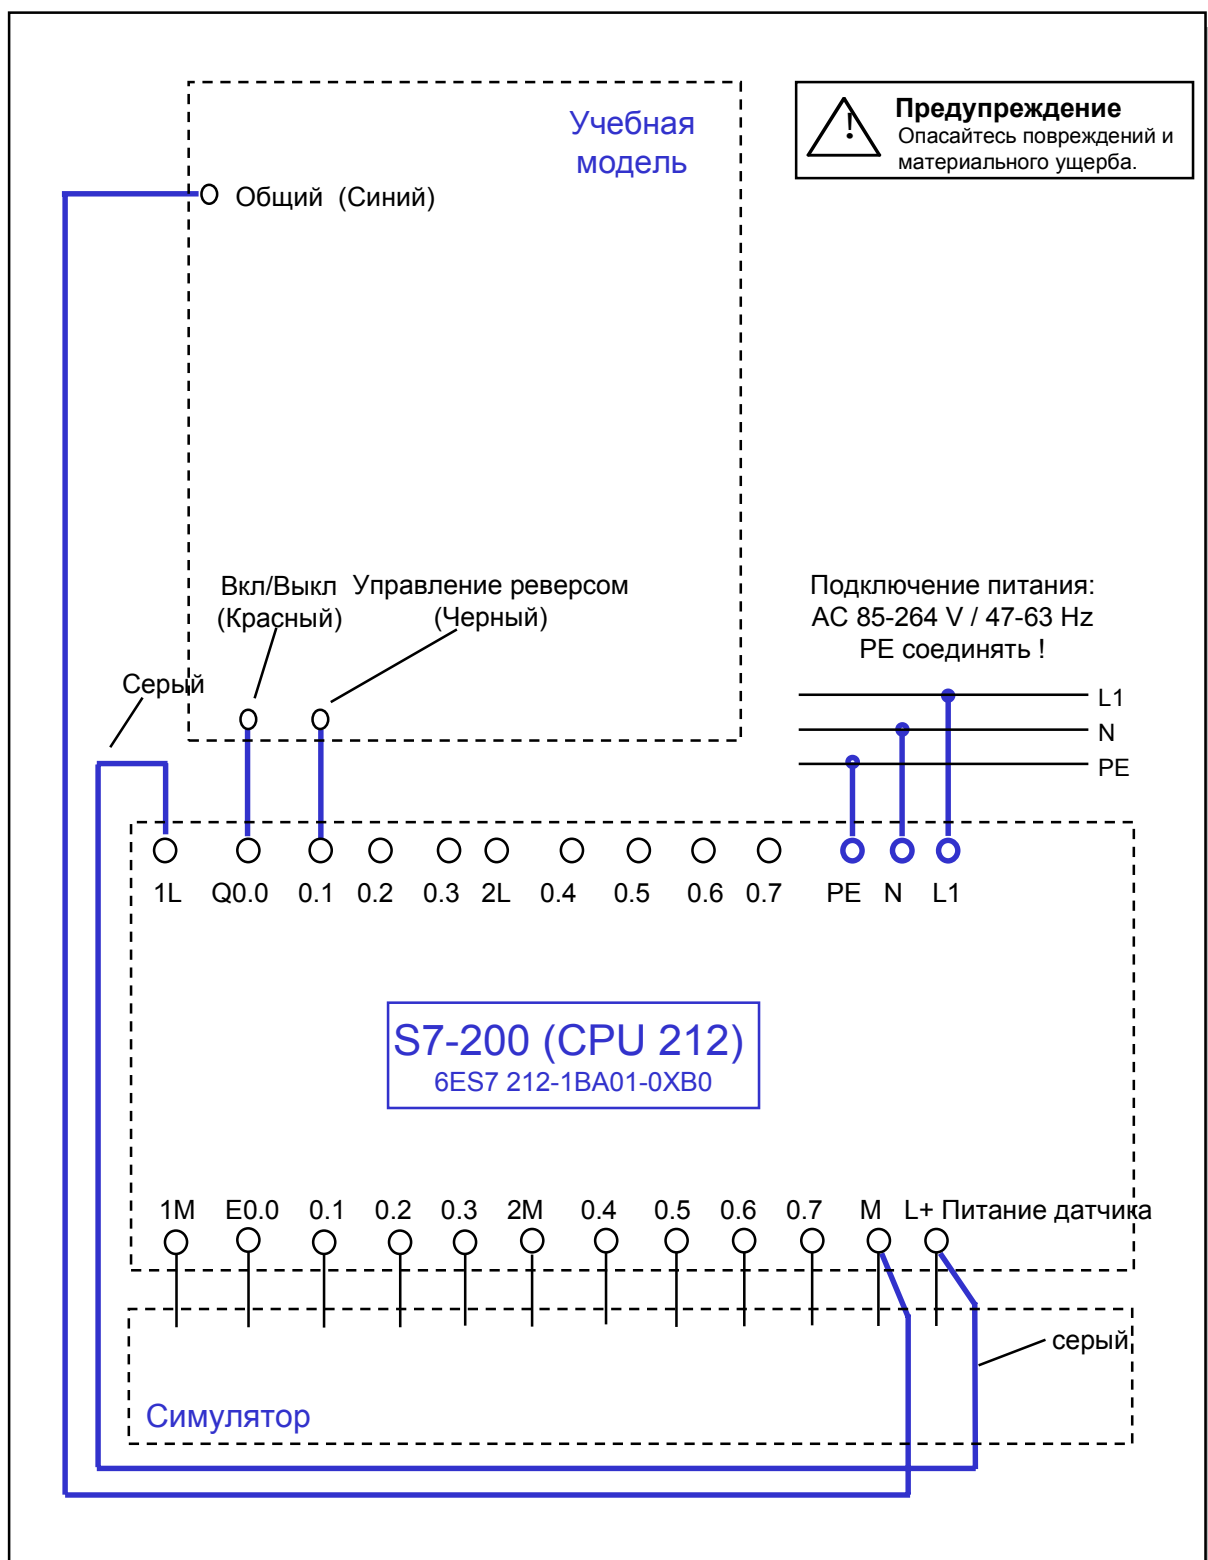 Учебная
модель
!
Предупреждение
Опасайтесь повреждений и
материального ущерба.
Общий (Синий)
Вкл/Выкл
(Красный)
Управление реверсом
(Черный)
Подключение питания:
AC 85-264 V / 47-63 Hz
PE соединять !
Серый
L1
N
PE
1L Q0.0 0.1 0.2 0.3 2L 0.4 0.5 0.6 0.7 PE N L1
S7-200 (CPU 212)
6ES7 212-1BA01-0XB0
1M E0.0 0.1 0.2 0.3 2M 0.4 0.5 0.6 0.7 M L+ Питание датчика
серый
Симулятор